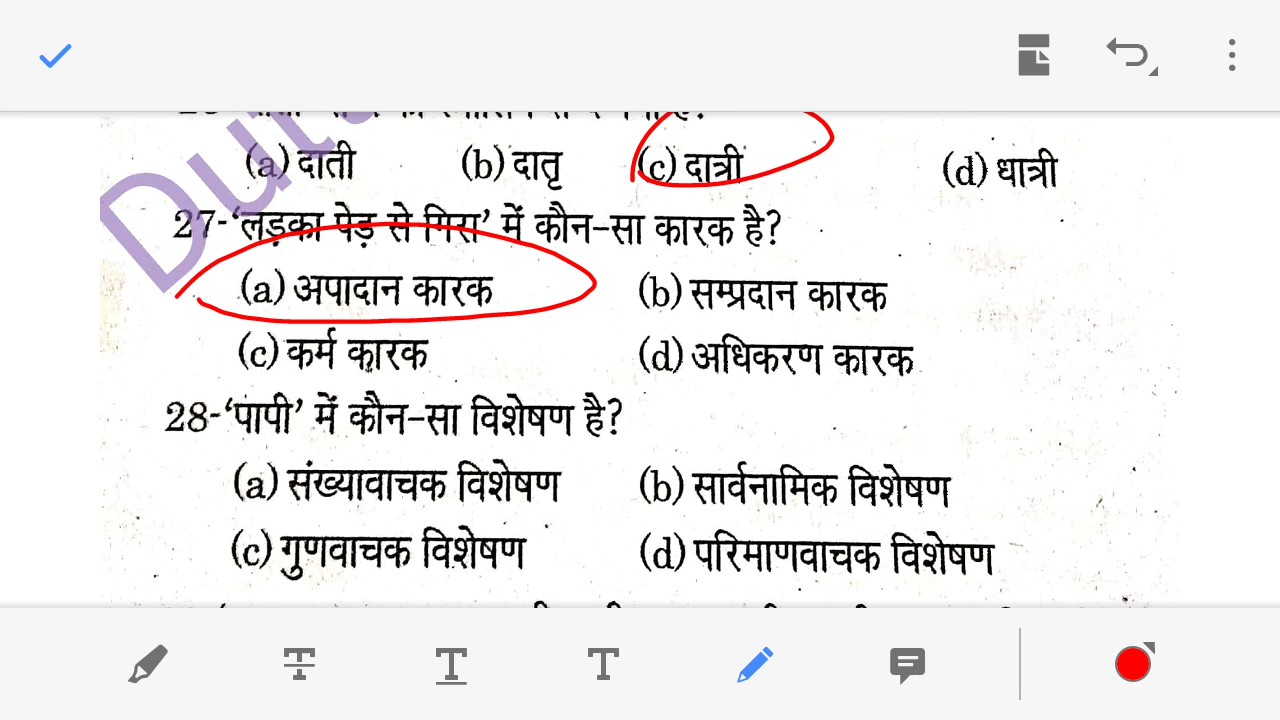 (a) दाती (b) दातृ (c) दात्री (d) धात्री
27-‘लड़का पेड़ से गिरा’ में कौन-सा कारक है?
(a) अपादान कारक (b) सम्प्रदान कारक
(c) कर्म कारक (d) अधिकरण कारक
28-‘पापी’ में कौन-सा विशेषण है?
(a) संख्यावाचक विशेषण (b) सार्वनामिक विशेषण
(c) गुणवाचक विशेषण (d) परिमाणवाचक विशेषण